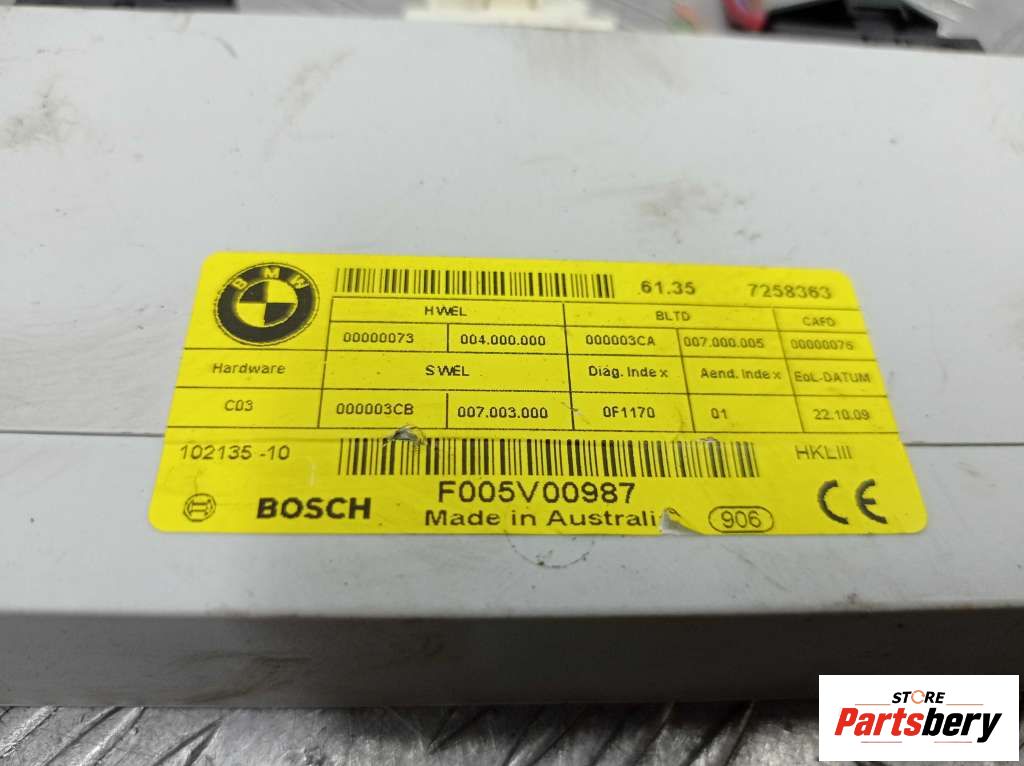 BMW
61.35 7258363
HWEL BLTD CAFD
00000073 004.000.000 000003CA 007.000.005 00000076
Hardware SWEL Diág. Index Aend. Index EoL-DATUM
C03 000003CB 007.003.000 0F1170 01 22.10.09
102135 -10 HKLIII
F005V00987
BOSCH Made in Australi 906 CE
STORE
Partsbery